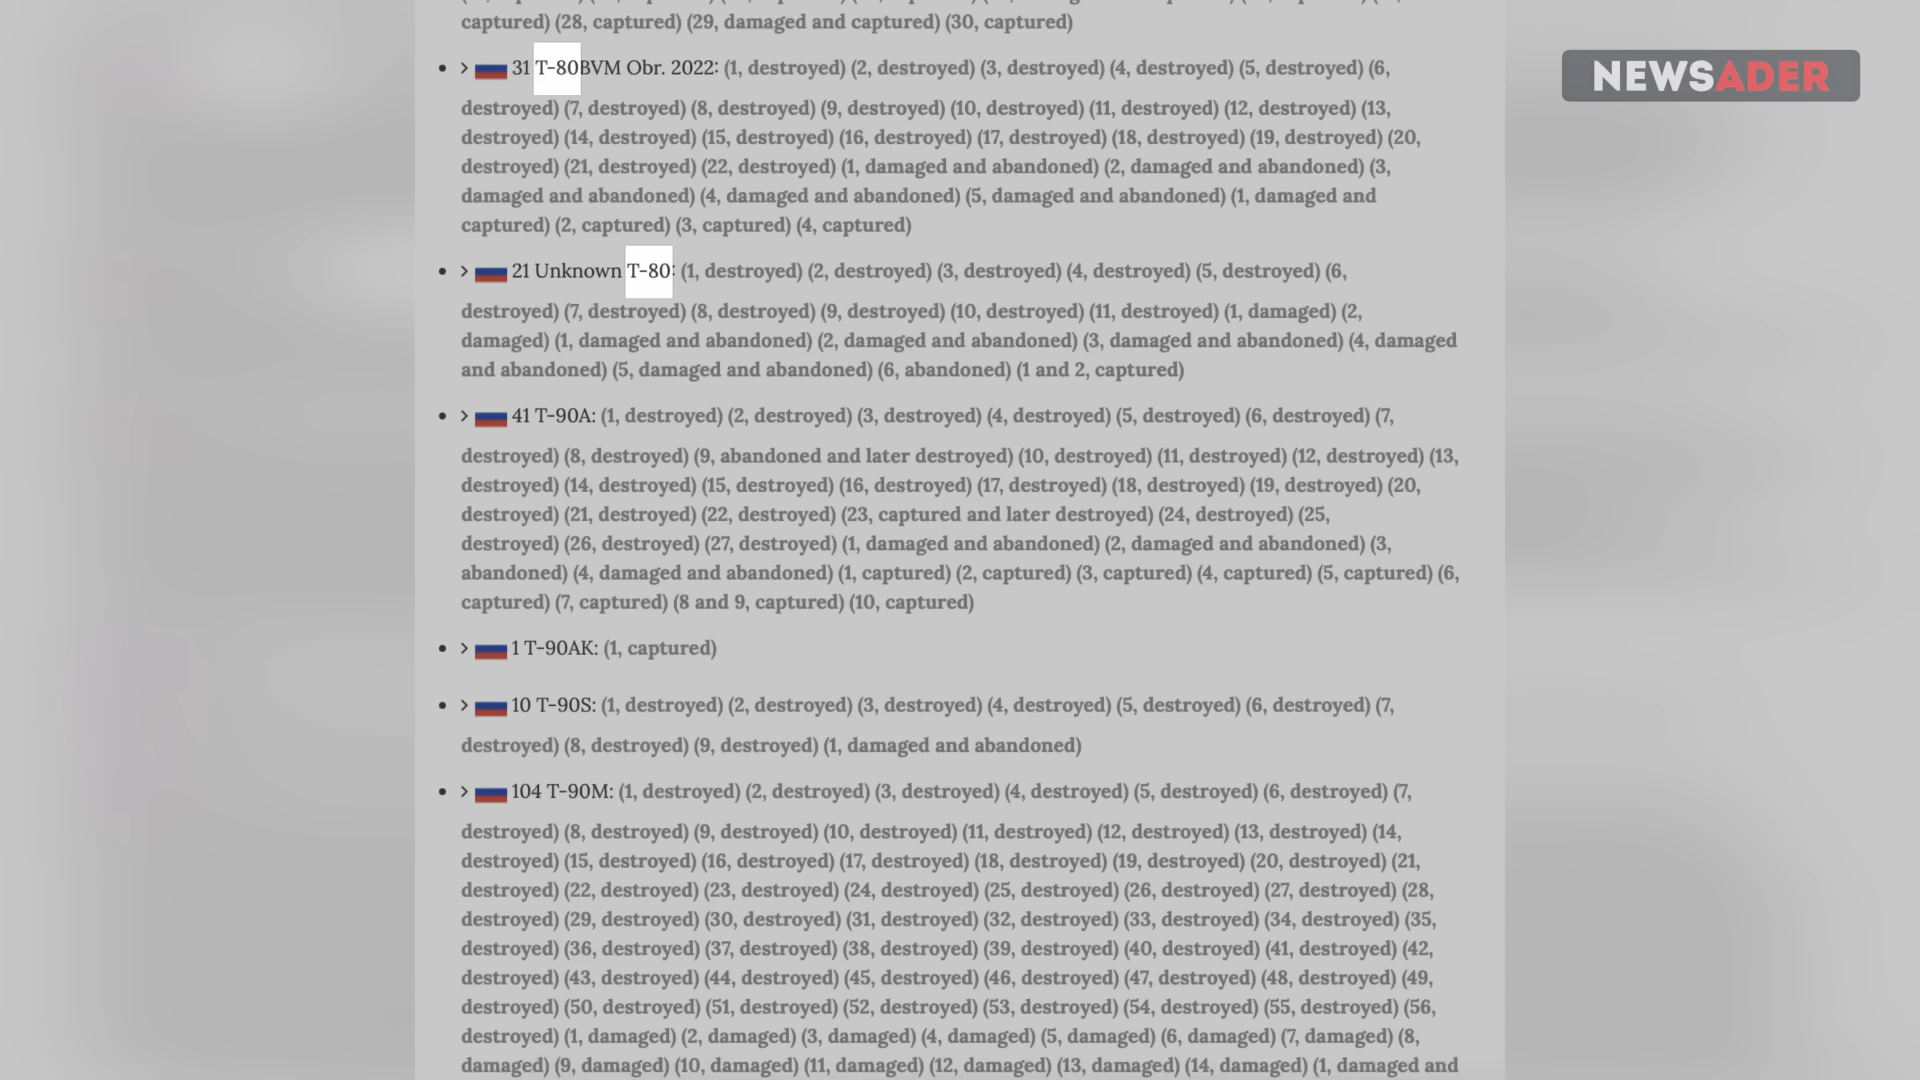 captured) (28, captured) (29, damaged and captured) (30, captured)
NEWSADER
• > 31 T-80BVM Obr. 2022: (1, destroyed) (2, destroyed) (3, destroyed) (4, destroyed) (5, destroyed) (6,
destroyed) (7, destroyed) (8, destroyed) (9, destroyed) (10, destroyed) (11, destroyed) (12, destroyed) (13,
destroyed) (14, destroyed) (15, destroyed) (16, destroyed) (17, destroyed) (18, destroyed) (19, destroyed) (20,
destroyed) (21, destroyed) (22, destroyed) (1, damaged and abandoned) (2, damaged and abandoned) (3,
damaged and abandoned) (4, damaged and abandoned) (5, damaged and abandoned) (1, damaged and
captured) (2, captured) (3, captured) (4, captured)
• > 21 Unknown T-80: (1, destroyed) (2, destroyed) (3, destroyed) (4, destroyed) (5, destroyed) (6,
destroyed) (7, destroyed) (8, destroyed) (9, destroyed) (10, destroyed) (11, destroyed) (1, damaged) (2,
damaged) (1, damaged and abandoned) (2, damaged and abandoned) (3, damaged and abandoned) (4, damaged
and abandoned) (5, damaged and abandoned) (6, abandoned) (1 and 2, captured)
• > 41 T-90A: (1, destroyed) (2, destroyed) (3, destroyed) (4, destroyed) (5, destroyed) (6, destroyed) (7,
destroyed) (8, destroyed) (9, abandoned and later destroyed) (10, destroyed) (11, destroyed) (12, destroyed) (13,
destroyed) (14, destroyed) (15, destroyed) (16, destroyed) (17, destroyed) (18, destroyed) (19, destroyed) (20,
destroyed) (21, destroyed) (22, destroyed) (23, captured and later destroyed) (24, destroyed) (25,
destroyed) (26, destroyed) (27, destroyed) (1, damaged and abandoned) (2, damaged and abandoned) (3,
abandoned) (4, damaged and abandoned) (1, captured) (2, captured) (3, captured) (4, captured) (5, captured) (6,
captured) (7, captured) (8 and 9, captured) (10, captured)
• > 1 T-90AK: (1, captured)
• > 10 T-90S: (1, destroyed) (2, destroyed) (3, destroyed) (4, destroyed) (5, destroyed) (6, destroyed) (7,
destroyed) (8, destroyed) (9, destroyed) (1, damaged and abandoned)
• > 104 T-90M: (1, destroyed) (2, destroyed) (3, destroyed) (4, destroyed) (5, destroyed) (6, destroyed) (7,
destroyed) (8, destroyed) (9, destroyed) (10, destroyed) (11, destroyed) (12, destroyed) (13, destroyed) (14,
destroyed) (15, destroyed) (16, destroyed) (17, destroyed) (18, destroyed) (19, destroyed) (20, destroyed) (21,
destroyed) (22, destroyed) (23, destroyed) (24, destroyed) (25, destroyed) (26, destroyed) (27, destroyed) (28,
destroyed) (29, destroyed) (30, destroyed) (31, destroyed) (32, destroyed) (33, destroyed) (34, destroyed) (35,
destroyed) (36, destroyed) (37, destroyed) (38, destroyed) (39, destroyed) (40, destroyed) (41, destroyed) (42,
destroyed) (43, destroyed) (44, destroyed) (45, destroyed) (46, destroyed) (47, destroyed) (48, destroyed) (49,
destroyed) (50, destroyed) (51, destroyed) (52, destroyed) (53, destroyed) (54, destroyed) (55, destroyed) (56,
destroyed) (1, damaged) (2, damaged) (3, damaged) (4, damaged) (5, damaged) (6, damaged) (7, damaged) (8,
damaged) (9, damaged) (10, damaged) (11, damaged) (12, damaged) (13, damaged) (14, damaged) (1, damaged and